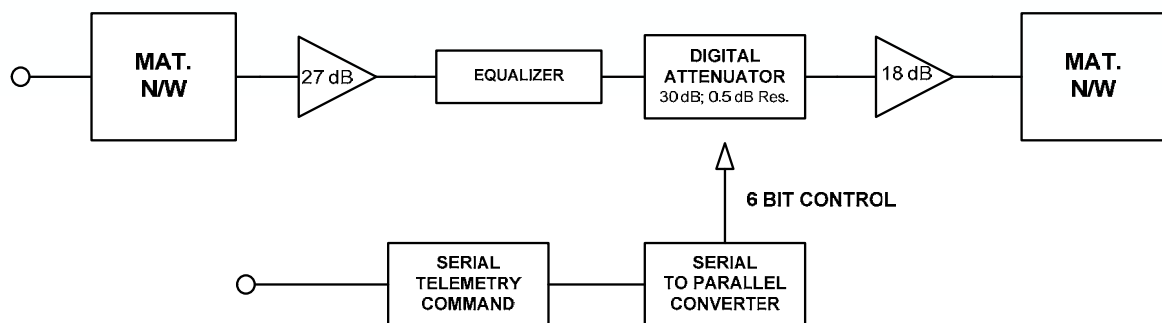 MAT.
N/W
27 dB
EQUALIZER
DIGITAL
ATTENUATOR
30 dB; 0.5 dB Res.
18 dB
MAT.
N/W
6 BIT CONTROL
SERIAL
TELEMETRY
COMMAND
SERIAL
TO PARALLEL
CONVERTER